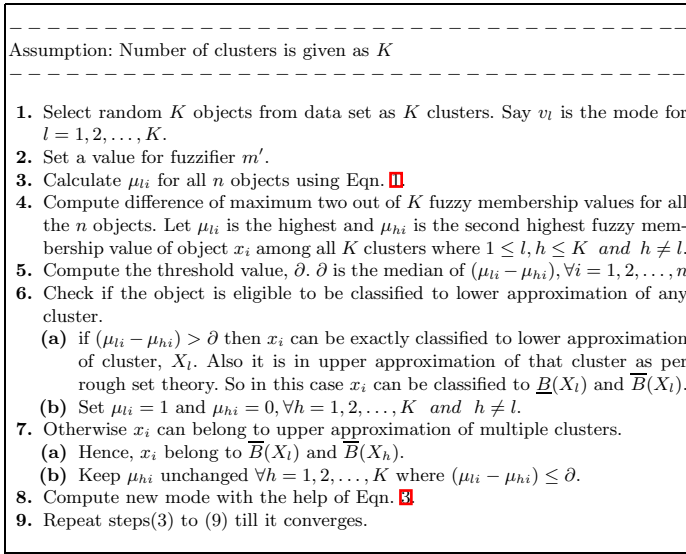 Assumption: Number of clusters is given as K
1. Select random K objects from data set as K clusters. Say v_l is the mode for
l = 1, 2, . . . , K.
2. Set a value for fuzzifier m′.
3. Calculate μ_li for all n objects using Eqn. 1.
4. Compute difference of maximum two out of K fuzzy membership values for all
the n objects. Let μ_li is the highest and μ_hi is the second highest fuzzy mem-
bership value of object x_i among all K clusters where 1 ≤ l, h ≤ K and h ≠ l.
5. Compute the threshold value, ∂. ∂ is the median of (μ_li − μ_hi), ∀i = 1, 2, . . . , n
6. Check if the object is eligible to be classified to lower approximation of any
cluster.
(a) if (μ_li − μ_hi) > ∂ then x_i can be exactly classified to lower approximation
of cluster, X_l. Also it is in upper approximation of that cluster as per
rough set theory. So in this case x_i can be classified to B̲(X_l) and B̅(X_l).
(b) Set μ_li = 1 and μ_hi = 0, ∀h = 1, 2, . . . , K and h ≠ l.
7. Otherwise x_i can belong to upper approximation of multiple clusters.
(a) Hence, x_i belong to B̅(X_l) and B̅(X_h).
(b) Keep μ_hi unchanged ∀h = 1, 2, . . . , K where (μ_li − μ_hi) ≤ ∂.
8. Compute new mode with the help of Eqn. 3.
9. Repeat steps(3) to (9) till it converges.